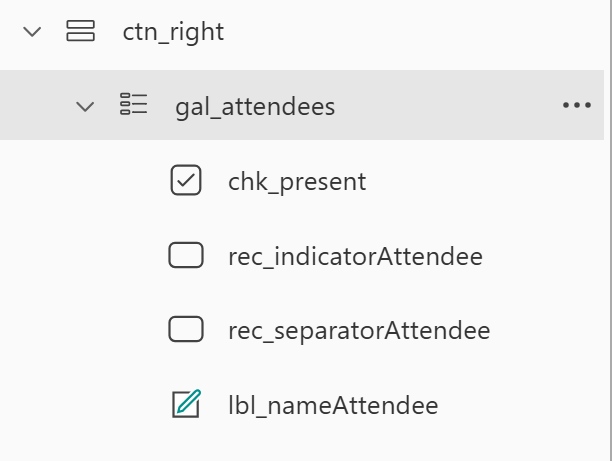 ctn_right
gal_attendees
chk_present
rec_indicatorAttendee
rec_separatorAttendee
lbl_nameAttendee